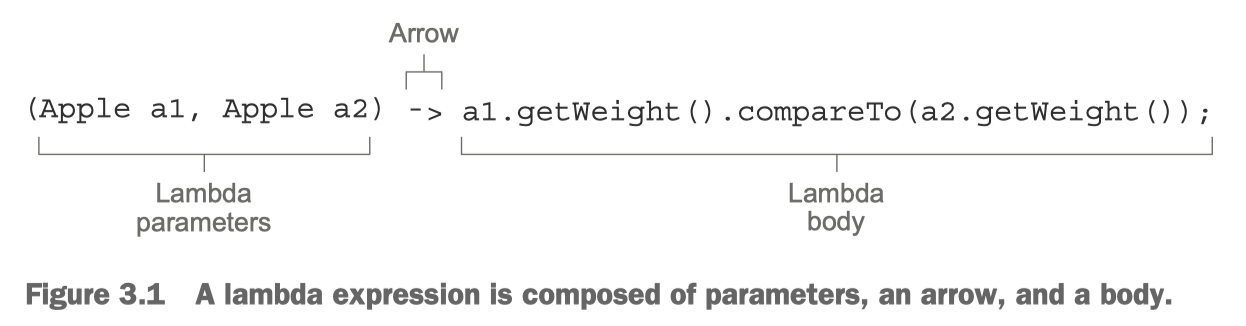 Arrow
(Apple a1, Apple a2) -> a1.getWeight().compareTo(a2.getWeight());
Lambda
parameters
Lambda
body
Figure 3.1 A lambda expression is composed of parameters, an arrow, and a body.